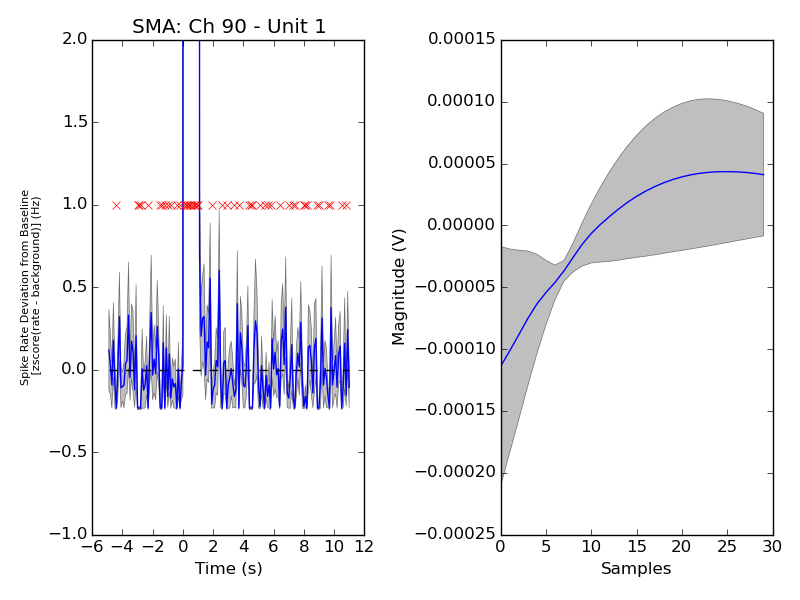 SMA: Ch 90 - Unit 1
2.0
1.5
1.0
0.5
0.0
−0.5
−1.0
−6 −4 −2 0 2 4 6 8 10 12
Time (s)
Spike Rate Deviation from Baseline
[zscore(rate - background)] (Hz)
0.00015
0.00010
0.00005
0.00000
−0.00005
−0.00010
−0.00015
−0.00020
−0.00025
0 5 10 15 20 25 30
Samples
Magnitude (V)